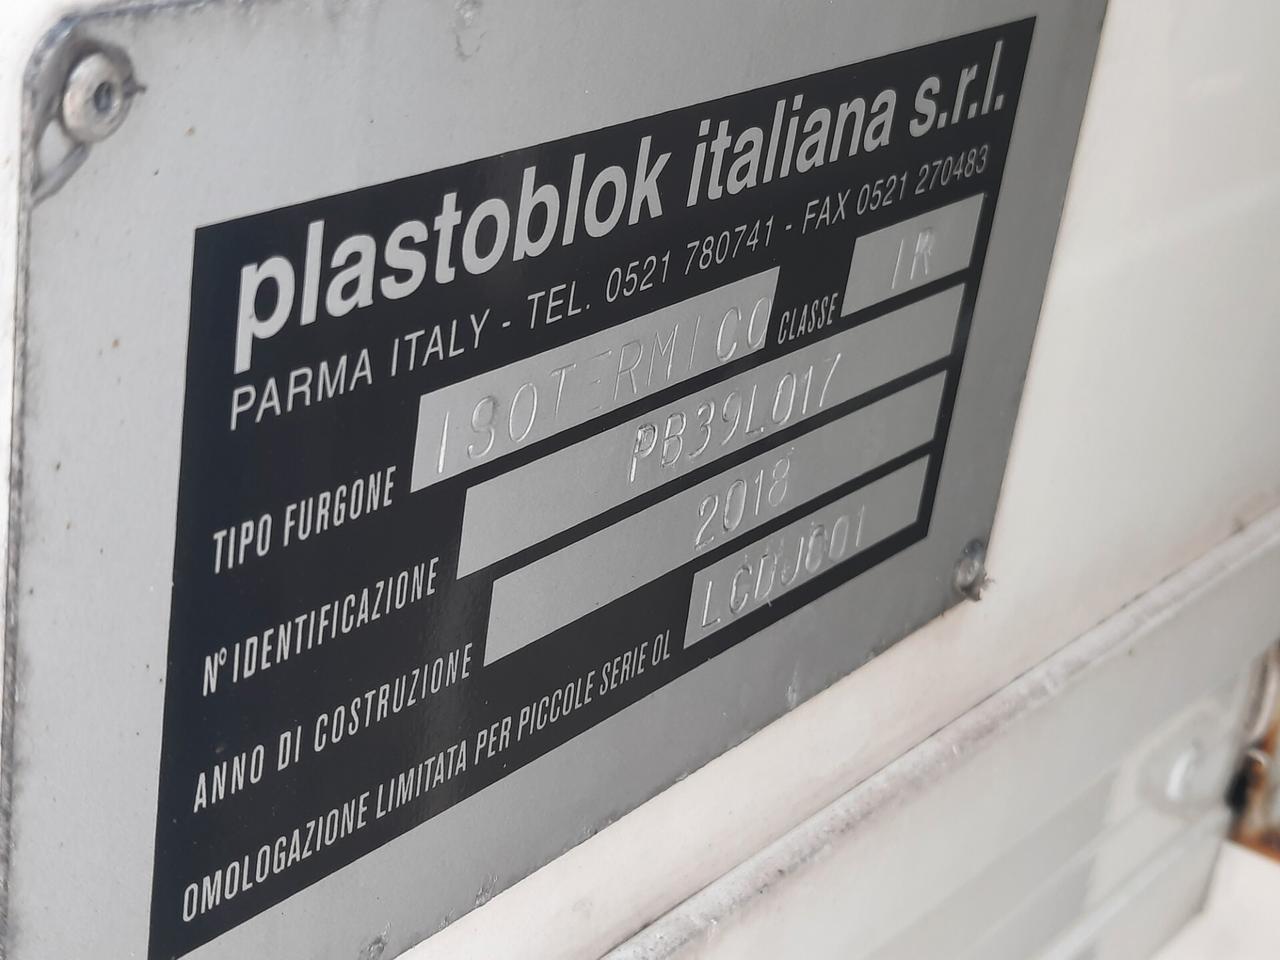 plastoblok italiana s.r.l.
PARMA ITALY - TEL. 0521 780741 - FAX 0521 270483
TIPO FURGONE ISOTERMICO CLASSE IR
N° IDENTIFICAZIONE PB39L017
ANNO DI COSTRUZIONE 2018
OMOLOGAZIONE LIMITATA PER PICCOLE SERIE OL